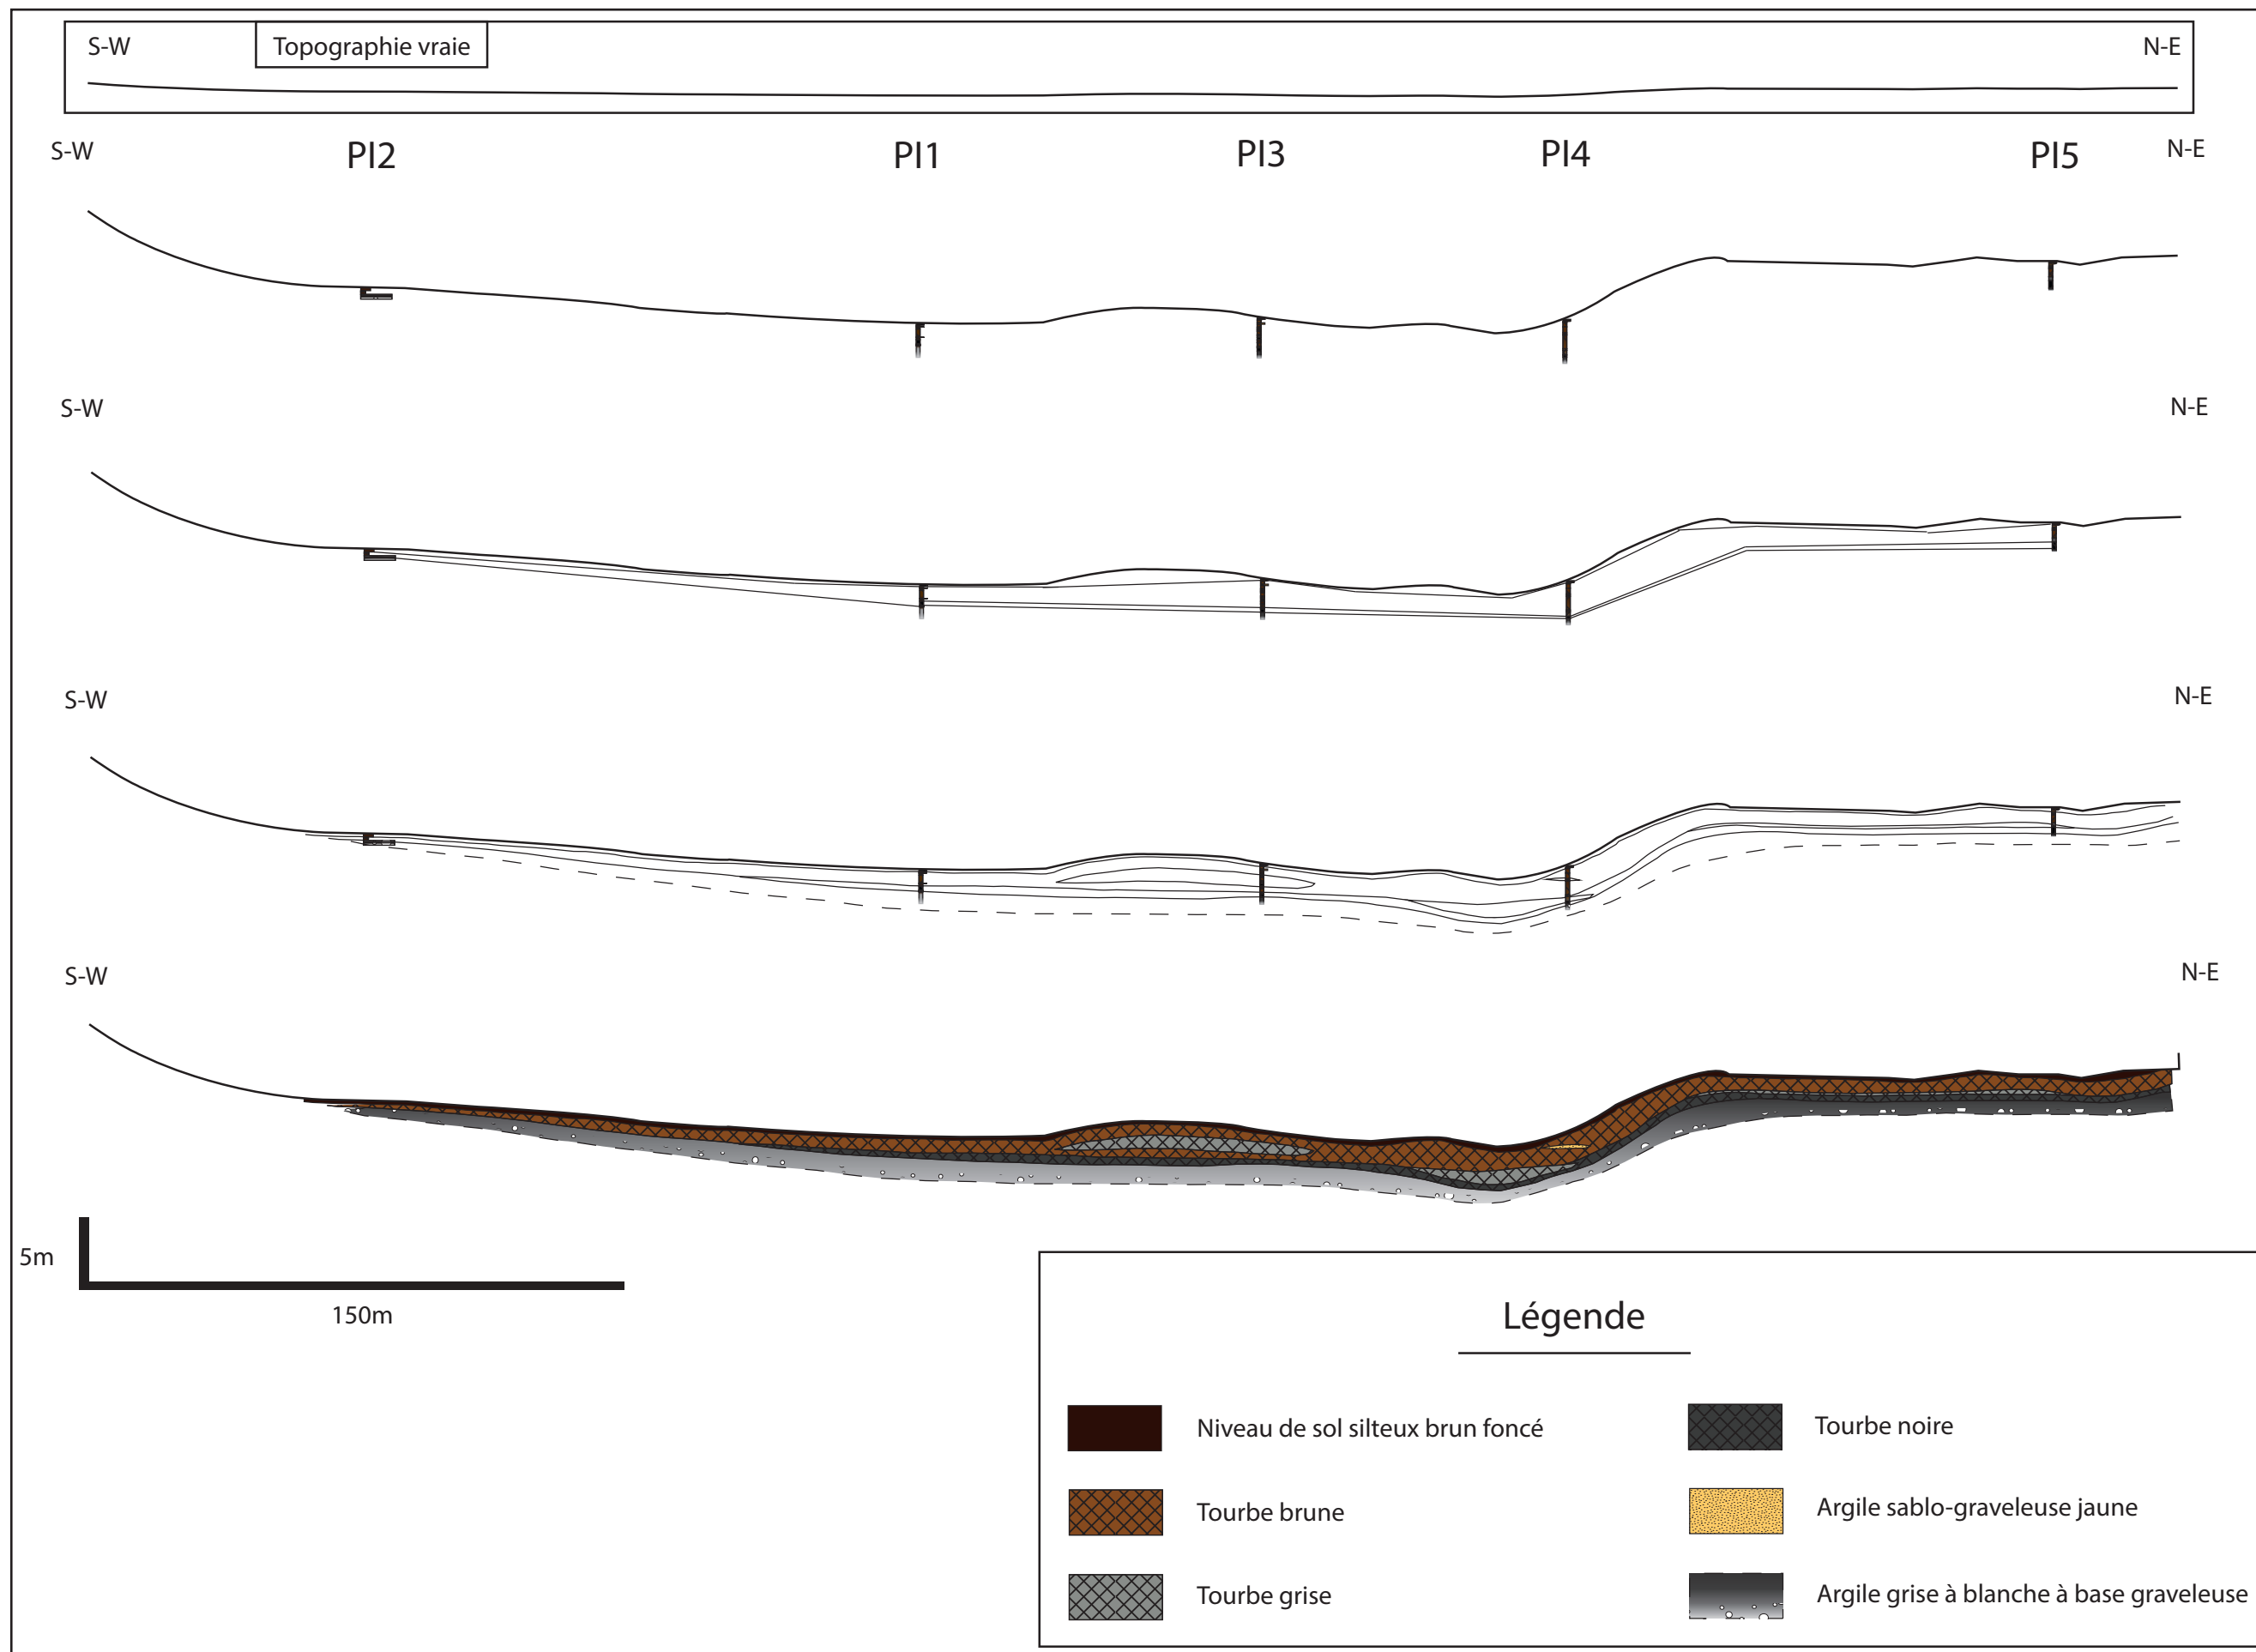 S-W
Topographie vraie
N-E
S-W
PI2
PI1
PI3
PI4
PI5
N-E
S-W
N-E
S-W
N-E
S-W
N-E
5m
150m
Légende
Niveau de sol silteux brun foncé
Tourbe brune
Tourbe grise
Tourbe noire
Argile sablo-graveleuse jaune
Argile grise à blanche à base graveleuse